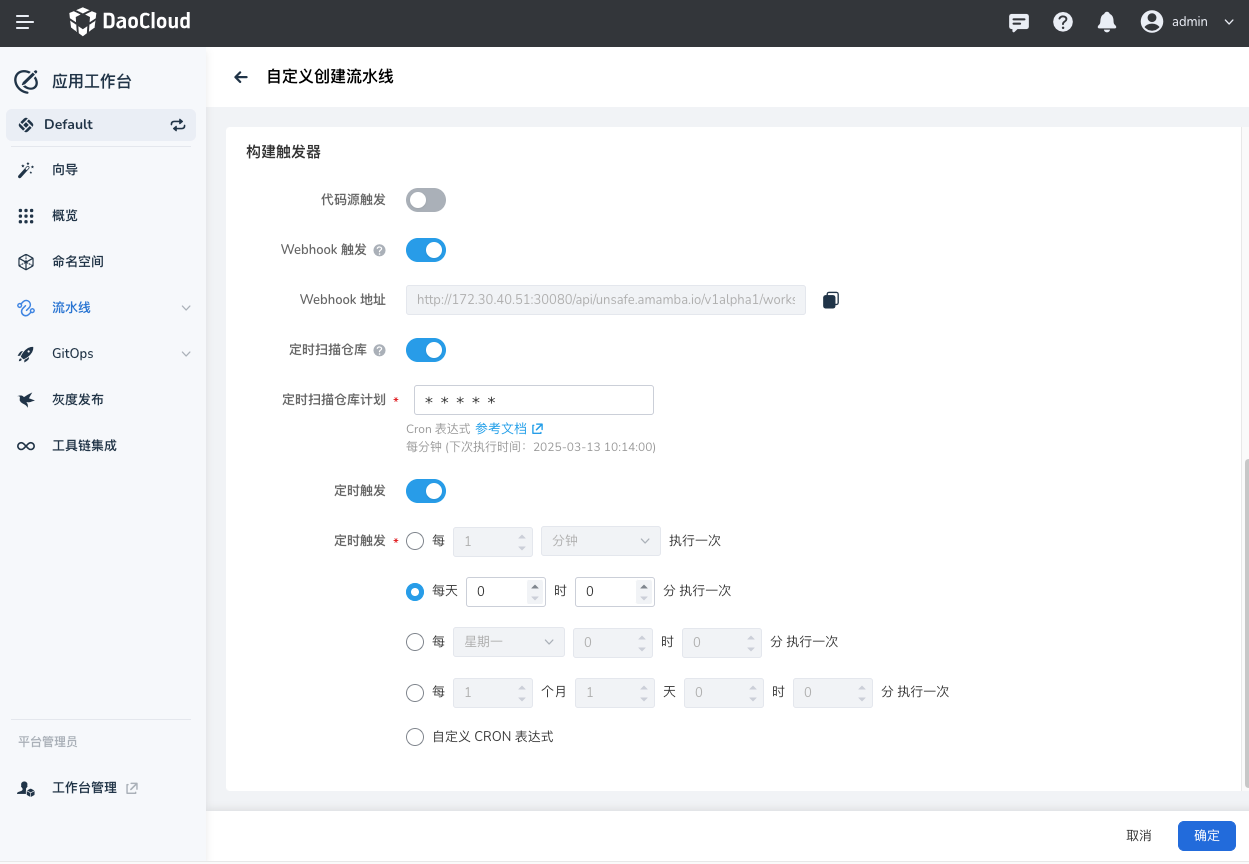 DaoCloud
admin
应用工作台
Default
向导
概览
命名空间
流水线
GitOps
灰度发布
工具链集成
平台管理员
工作台管理
自定义创建流水线
构建触发器
代码源触发
Webhook 触发
Webhook 地址 http://172.30.40.51:30080/api/unsafe.amamba.io/v1alpha1/works
定时扫描仓库
定时扫描仓库计划 * * * * * *
Cron 表达式 参考文档
每分钟 (下次执行时间：2025-03-13 10:14:00)
定时触发
定时触发 * 每 1 分钟 执行一次
每天 0 时 0 分 执行一次
每 星期一 0 时 0 分 执行一次
每 1 个月 1 天 0 时 0 分 执行一次
自定义 CRON 表达式
取消 确定